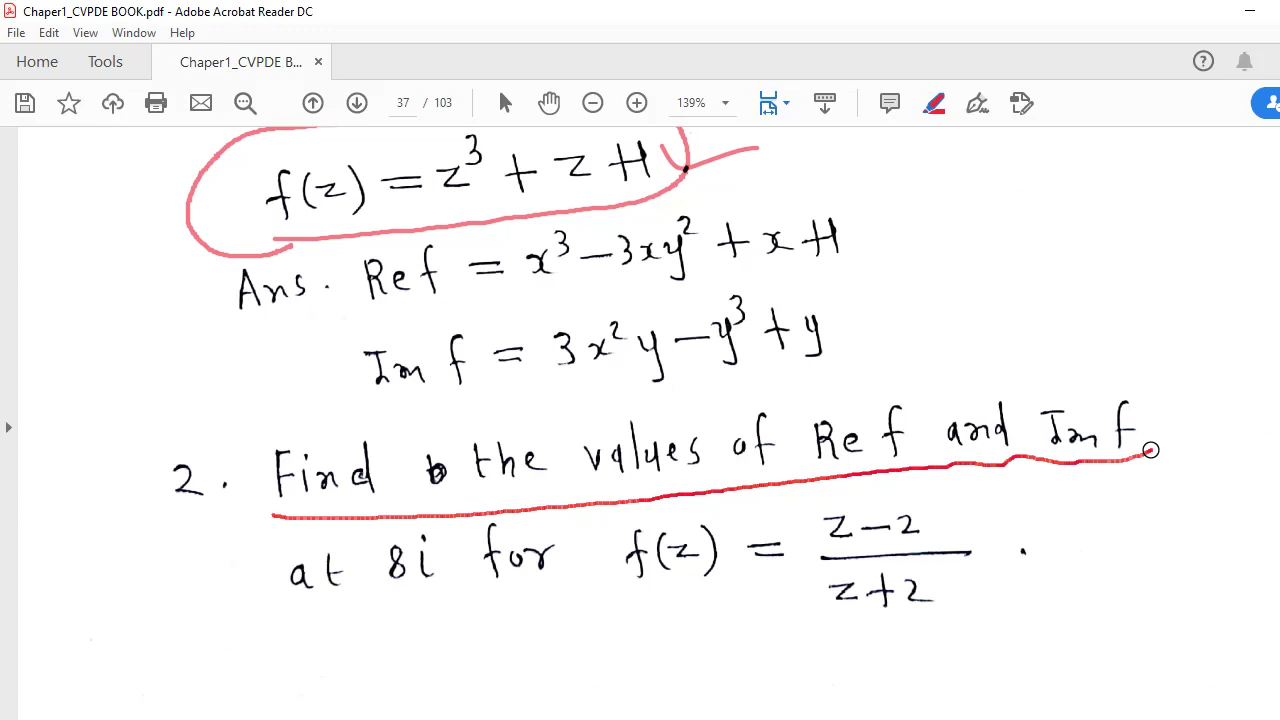 Chaper1_CVPDE BOOK.pdf - Adobe Acrobat Reader DC
File Edit View Window Help
Home Tools Chaper1_CVPDE B... ×
37 / 103 139%
f(z) = z³ + z +1
Ans. Re f = x³ - 3xy² + x +1
Im f = 3x²y - y³ + y
2. Find the values of Re f and Im f
at 8i for f(z) = z-2 / z+2 .